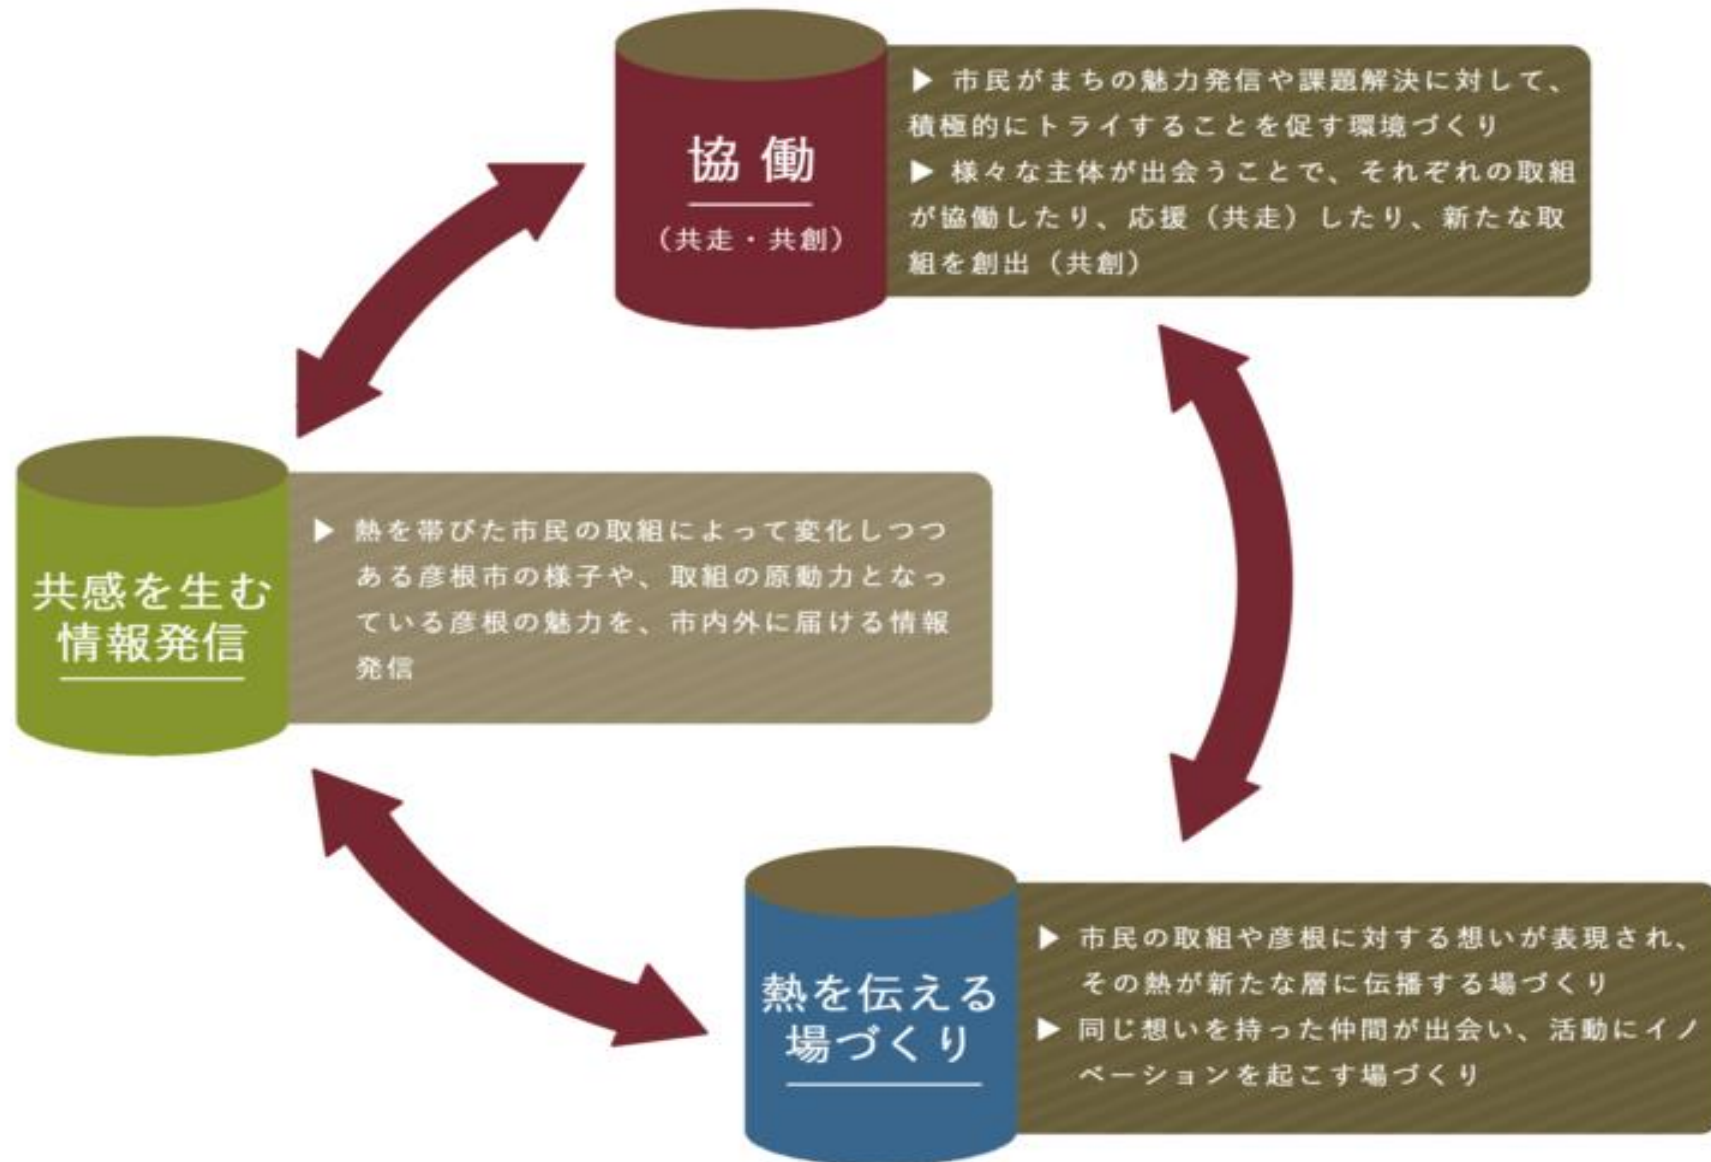 協働
（共走・共創）
▶ 市民がまちの魅力発信や課題解決に対して、
積極的にトライすることを促す環境づくり
▶ 様々な主体が出会うことで、それぞれの取組
が協働したり、応援（共走）したり、新たな取
組を創出（共創）
共感を生む
情報発信
▶ 熱を帯びた市民の取組によって変化しつつ
ある彦根市の様子や、取組の原動力となっ
ている彦根の魅力を、市内外に届ける情報
発信
熱を伝える
場づくり
▶ 市民の取組や彦根に対する想いが表現され、
その熱が新たな層に伝播する場づくり
▶ 同じ想いを持った仲間が出会い、活動にイノ
ベーションを起こす場づくり